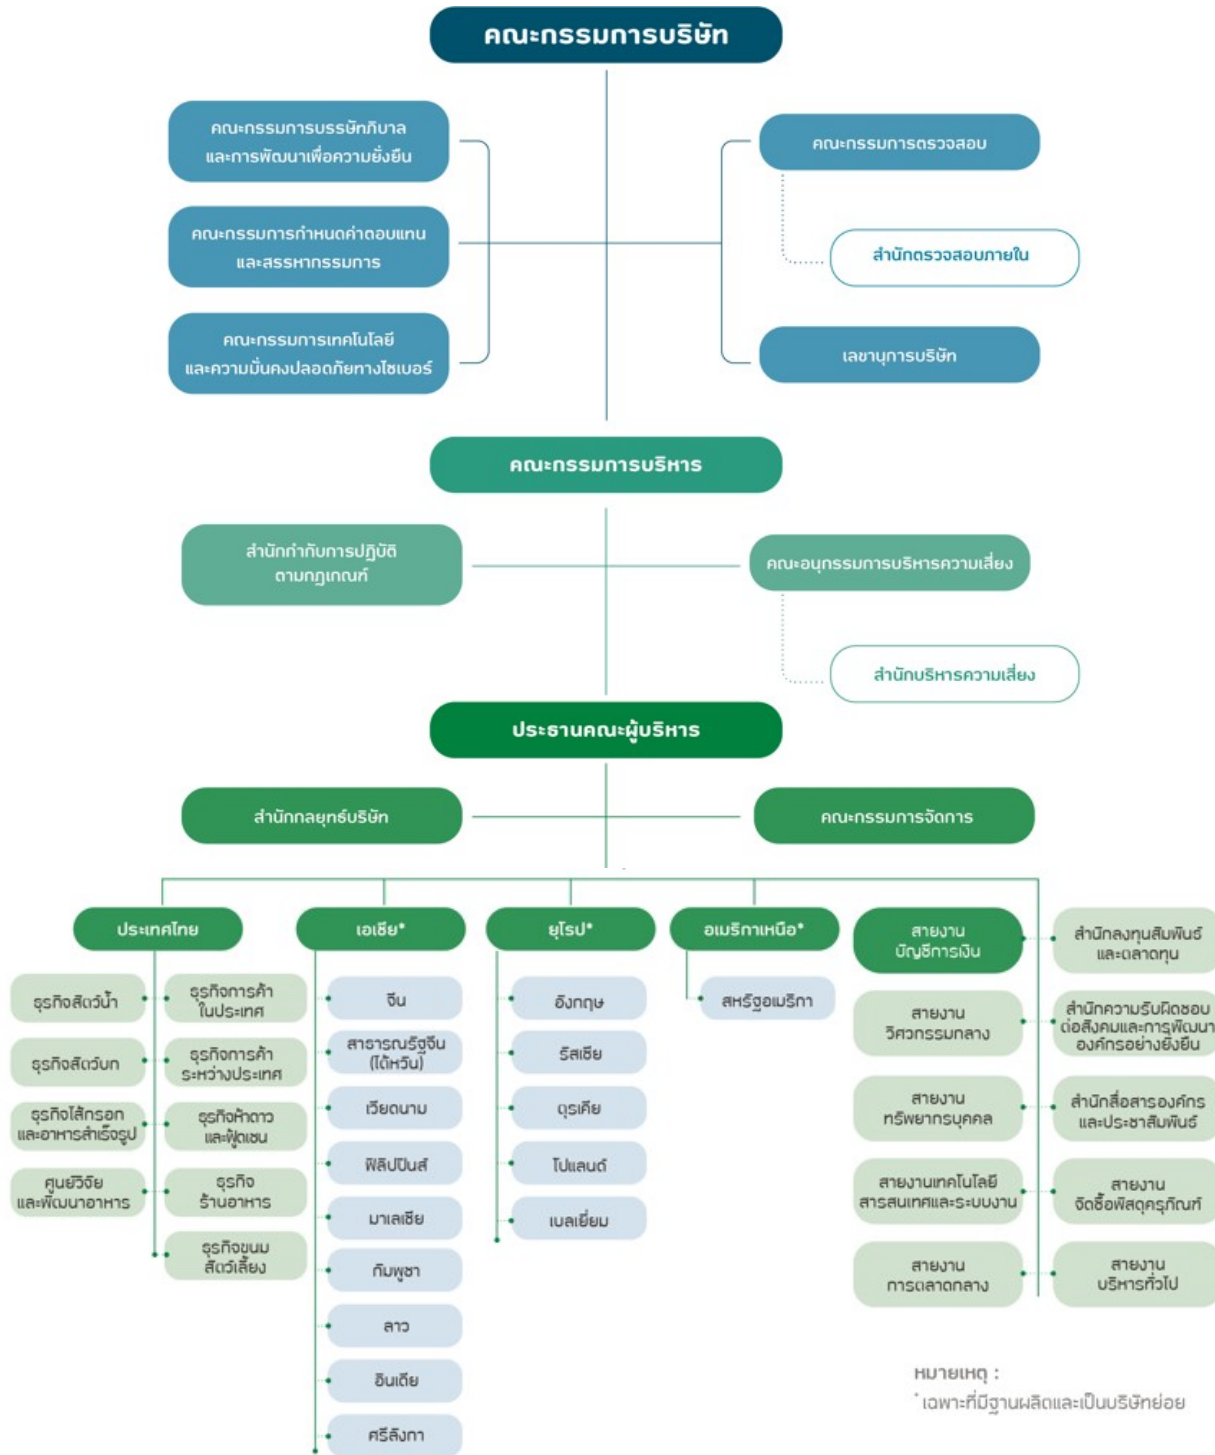 คณะกรรมการบริษัท
คณะกรรมการบรรษัทภิบาล
และการพัฒนาเพื่อความยั่งยืน
คณะกรรมการตรวจสอบ
คณะกรรมการกำหนดค่าตอบแทน
และสรรหากรรมการ
สำนักตรวจสอบภายใน
คณะกรรมการเทคโนโลยี
และความมั่นคงปลอดภัยทางไซเบอร์
เลขานุการบริษัท
คณะกรรมการบริหาร
สำนักกำกับการปฏิบัติ
ตามกฎเกณฑ์
คณะอนุกรรมการบริหารความเสี่ยง
สำนักบริหารความเสี่ยง
ประธานคณะผู้บริหาร
สำนักกลยุทธ์บริษัท
คณะกรรมการจัดการ
ประเทศไทย
ธุรกิจสัตว์น้ำ
ธุรกิจการค้า
ในประเทศ
ธุรกิจสัตว์บก
ธุรกิจการค้า
ระหว่างประเทศ
ธุรกิจไส้กรอก
และอาหารสำเร็จรูป
ธุรกิจห้าดาว
และฟู้ดเชน
ศูนย์วิจัย
และพัฒนาอาหาร
ธุรกิจ
ร้านอาหาร
ธุรกิจขนม
สัตว์เลี้ยง
เอเชีย*
จีน
สาธารณรัฐจีน
(ไต้หวัน)
เวียดนาม
ฟิลิปปินส์
มาเลเซีย
กัมพูชา
ลาว
อินเดีย
ศรีลังกา
ยุโรป*
อังกฤษ
รัสเซีย
ตุรเคีย
โปแลนด์
เบลเยี่ยม
อเมริกาเหนือ*
สหรัฐอเมริกา
สายงาน
บัญชีการเงิน
สำนักลงทุนสัมพันธ์
และตลาดทุน
สายงาน
วิศวกรรมกลาง
สำนักความรับผิดชอบ
ต่อสังคมและการพัฒนา
องค์กรอย่างยั่งยืน
สายงาน
ทรัพยากรบุคคล
สำนักสื่อสารองค์กร
และประชาสัมพันธ์
สายงานเทคโนโลยี
สารสนเทศและระบบงาน
สายงาน
จัดซื้อพัสดุครุภัณฑ์
สายงาน
การตลาดกลาง
สายงาน
บริหารทั่วไป
หมายเหตุ :
* เฉพาะที่มีฐานผลิตและเป็นบริษัทย่อย